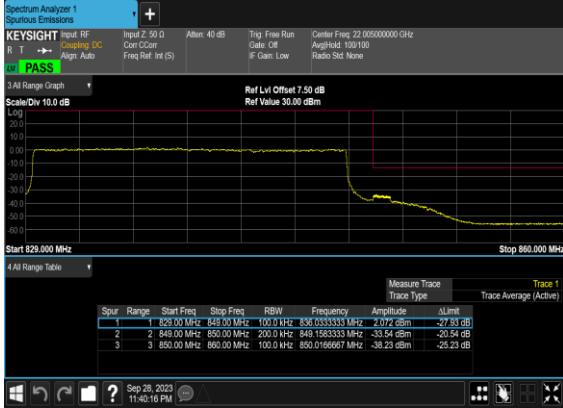 Spectrum Analyzer 1
Spurious Emissions
+
KEYSIGHT Input: RF Input Z: 50 Ω Atten: 40 dB Trig: Free Run Center Freq: 22.005000000 GHz
R T Coupling: DC Corr CCorr Gate: Off Avg|Hold: 100/100
Align: Auto Freq Ref: Int (S) IF Gain: Low Radio Std: None
PASS
3 All Range Graph
Ref Lvl Offset 7.50 dB
Scale/Div 10.0 dB Ref Value 30.00 dBm
Log
20.0
10.0
0.00
-10.0
-20.0
-30.0
-40.0
-50.0
-60.0
Start 829.000 MHz Stop 860.000 MHz
4 All Range Table
Measure Trace Trace 1
Trace Type Trace Average (Active)
Spur Range Start Freq Stop Freq RBW Frequency Amplitude ΔLimit
1 1 829.00 MHz 849.00 MHz 100.0 kHz 836.0333333 MHz 2.072 dBm -27.93 dB
2 2 849.00 MHz 850.00 MHz 200.0 kHz 849.1583333 MHz -33.54 dBm -20.54 dB
3 3 850.00 MHz 860.00 MHz 100.0 kHz 850.0166667 MHz -38.23 dBm -25.23 dB
? Sep 28, 2023
11:40:16 PM